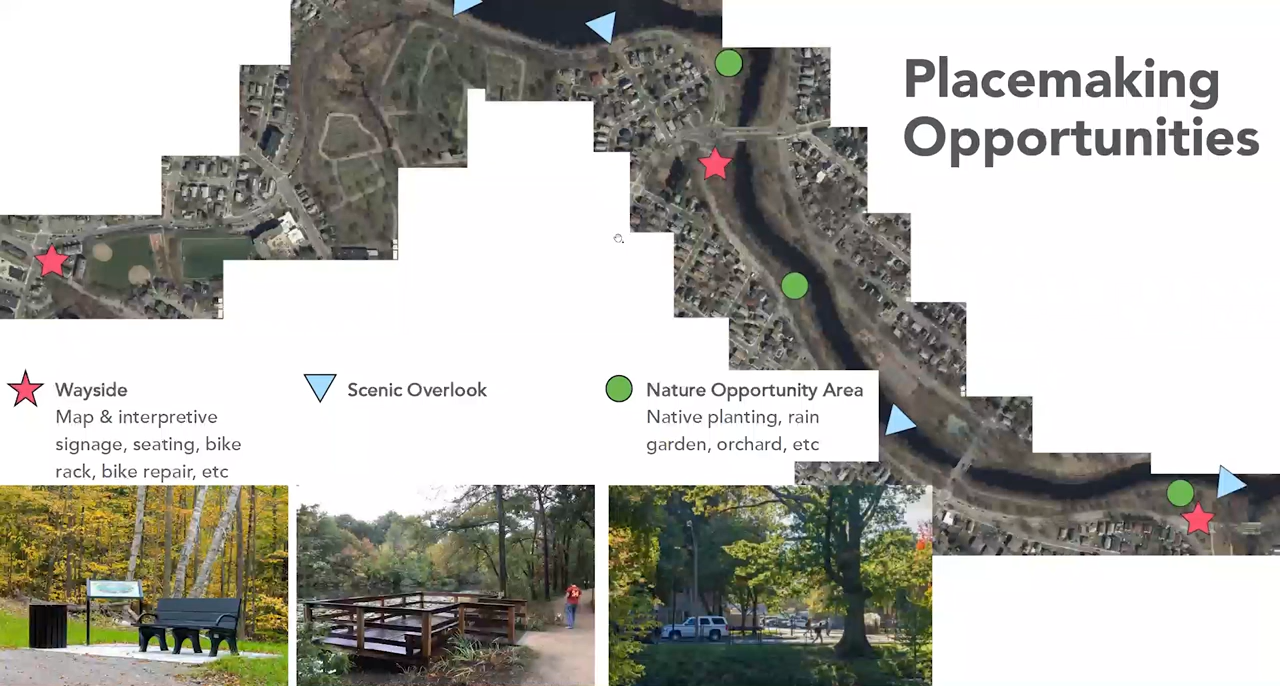 Placemaking
Opportunities
Wayside
Map & interpretive
signage, seating, bike
rack, bike repair, etc
Scenic Overlook
Nature Opportunity Area
Native planting, rain
garden, orchard, etc